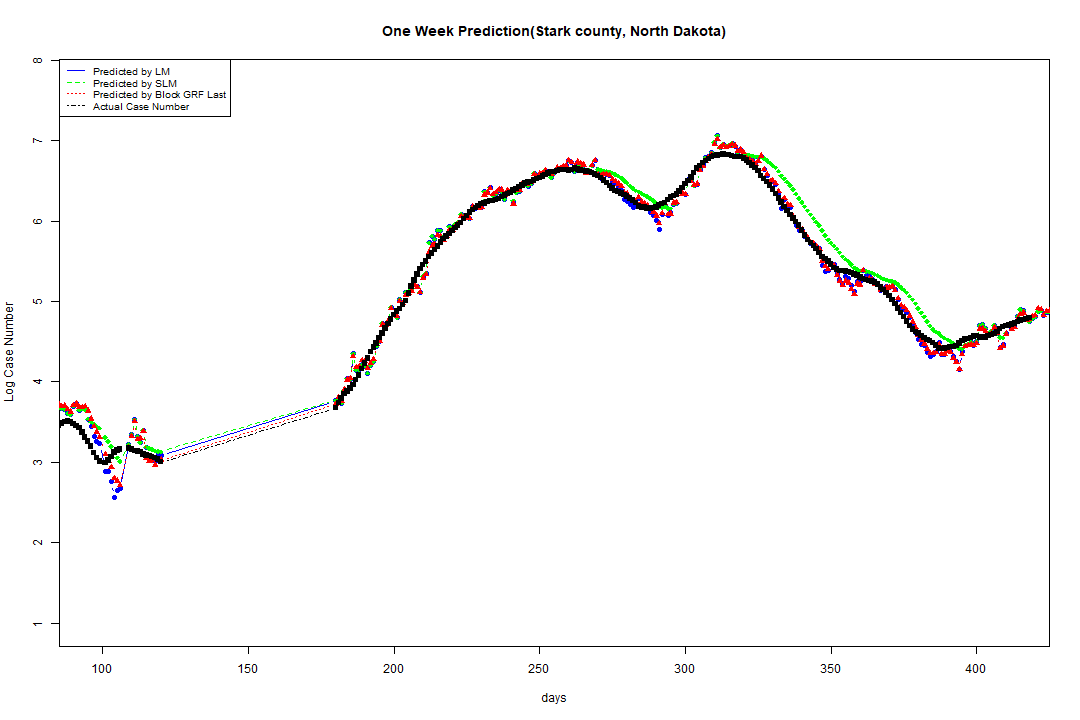 One Week Prediction(Stark county, North Dakota)
Predicted by LM
Predicted by SLM
Predicted by Block GRF Last
Actual Case Number
8
7
6
5
4
3
2
1
Log Case Number
100 150 200 250 300 350 400
days